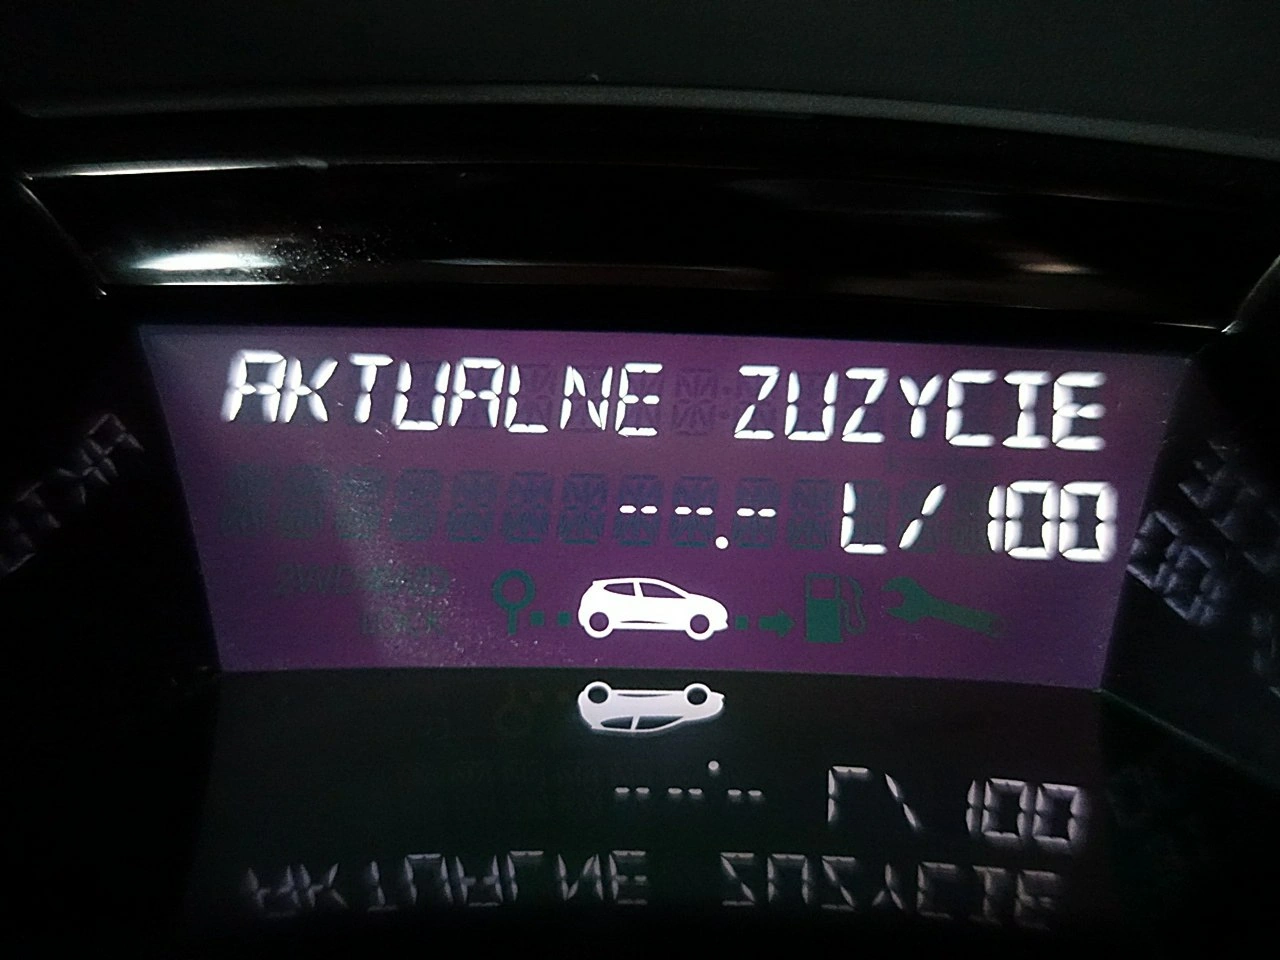 AKTUALNE ZUZYCIE
--.- L/100